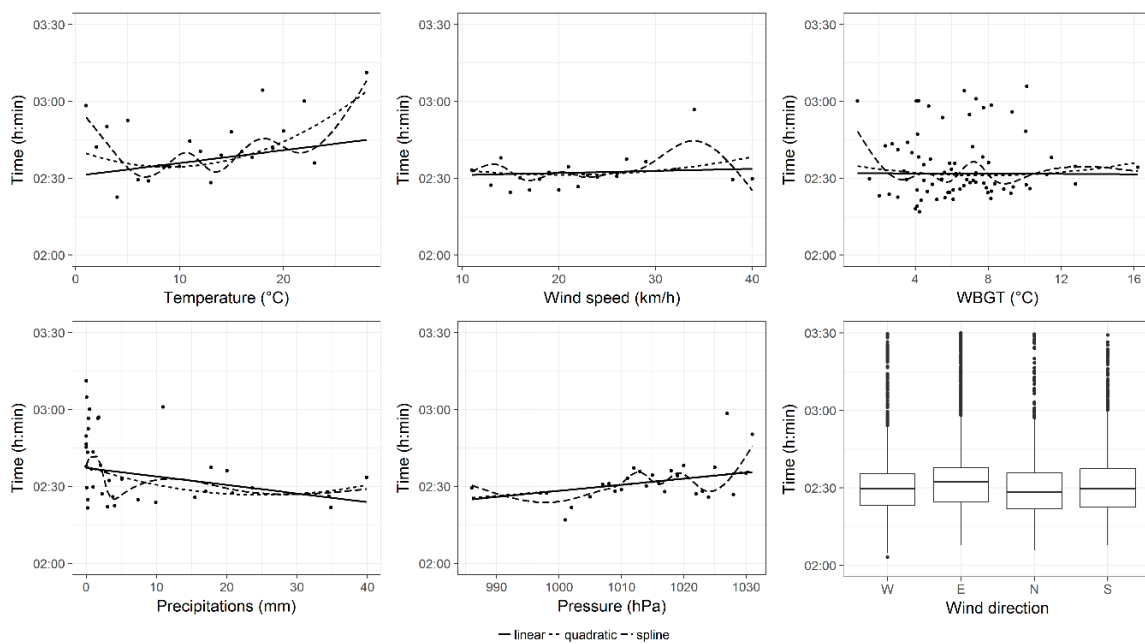 03:30
03:00
02:30
02:00
Time (h:min)
0 10 20
Temperature (°C)
03:30
03:00
02:30
02:00
Time (h:min)
10 20 30 40
Wind speed (km/h)
03:30
03:00
02:30
02:00
Time (h:min)
4 8 12 16
WBGT (°C)
03:30
03:00
02:30
02:00
Time (h:min)
0 10 20 30 40
Precipitations (mm)
03:30
03:00
02:30
02:00
Time (h:min)
990 1000 1010 1020 1030
Pressure (hPa)
03:30
03:00
02:30
02:00
Time (h:min)
W E N S
Wind direction
linear quadratic spline